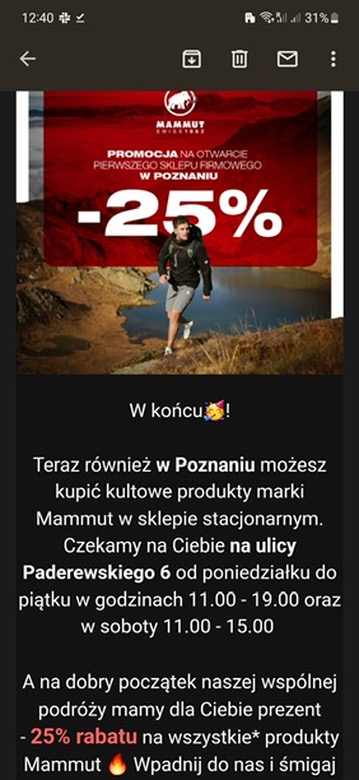 12:40
31%
MAMMUT
SWISS 1862
PROMOCJA NA OTWARCIE
PIERWSZEGO SKLEPU FIRMOWEGO
W POZNANIU
-25%
W końcu🥳!
Teraz również w Poznaniu możesz
kupić kultowe produkty marki
Mammut w sklepie stacjonarnym.
Czekamy na Ciebie na ulicy
Paderewskiego 6 od poniedziałku do
piątku w godzinach 11.00 - 19.00 oraz
w soboty 11.00 - 15.00
A na dobry początek naszej wspólnej
podróży mamy dla Ciebie prezent
- 25% rabatu na wszystkie* produkty
Mammut 🔥 Wpadnij do nas i śmigaj